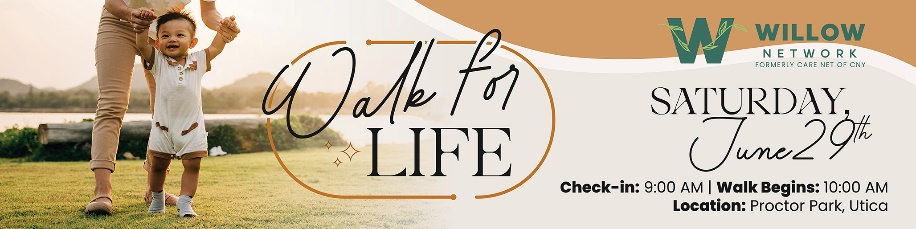 Walk for
LIFE
WILLOW
NETWORK
FORMERLY CARE NET OF CNY
SATURDAY,
June 29th
Check-in: 9:00 AM | Walk Begins: 10:00 AM
Location: Proctor Park, Utica